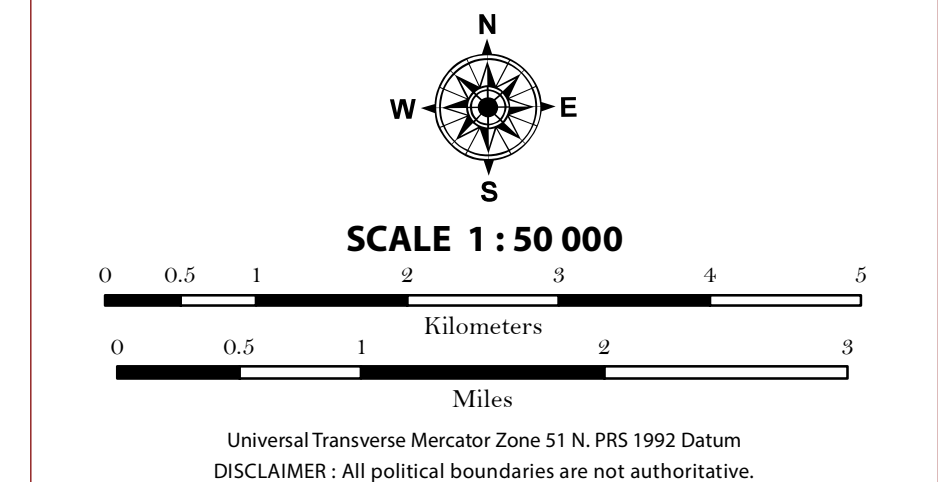 N
W E
S
SCALE 1 : 50 000
0 0.5 1 2 3 4 5
Kilometers
0 0.5 1 2 3
Miles
Universal Transverse Mercator Zone 51 N. PRS 1992 Datum
DISCLAIMER : All political boundaries are not authoritative.